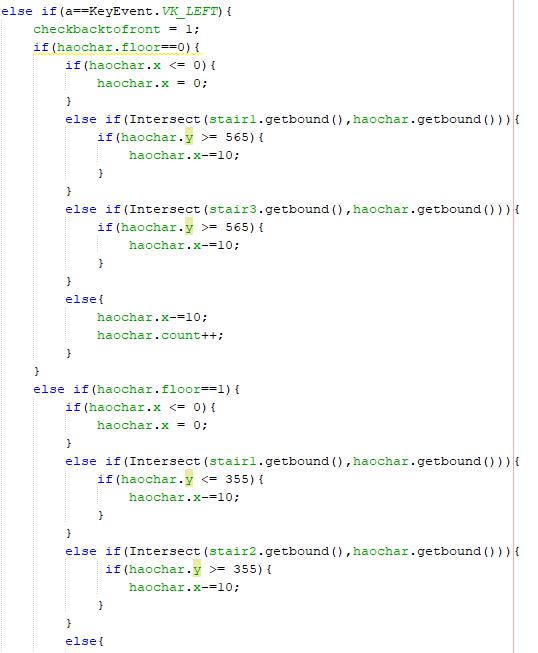 else if(a==KeyEvent.VK_LEFT){
    checkbacktofront = 1;
    if(haochar.floor==0){
        if(haochar.x <= 0){
            haochar.x = 0;
        }
        else if(Intersect(stair1.getbound(),haochar.getbound())){
            if(haochar.y >= 565){
                haochar.x-=10;
            }
        }
        else if(Intersect(stair3.getbound(),haochar.getbound())){
            if(haochar.y >= 565){
                haochar.x-=10;
            }
        }
        else{
            haochar.x-=10;
            haochar.count++;
        }
    }
    else if(haochar.floor==1){
        if(haochar.x <= 0){
            haochar.x = 0;
        }
        else if(Intersect(stair1.getbound(),haochar.getbound())){
            if(haochar.y <= 355){
                haochar.x-=10;
            }
        }
        else if(Intersect(stair2.getbound(),haochar.getbound())){
             if(haochar.y >= 355){
                haochar.x-=10;
            }
        }
        else{